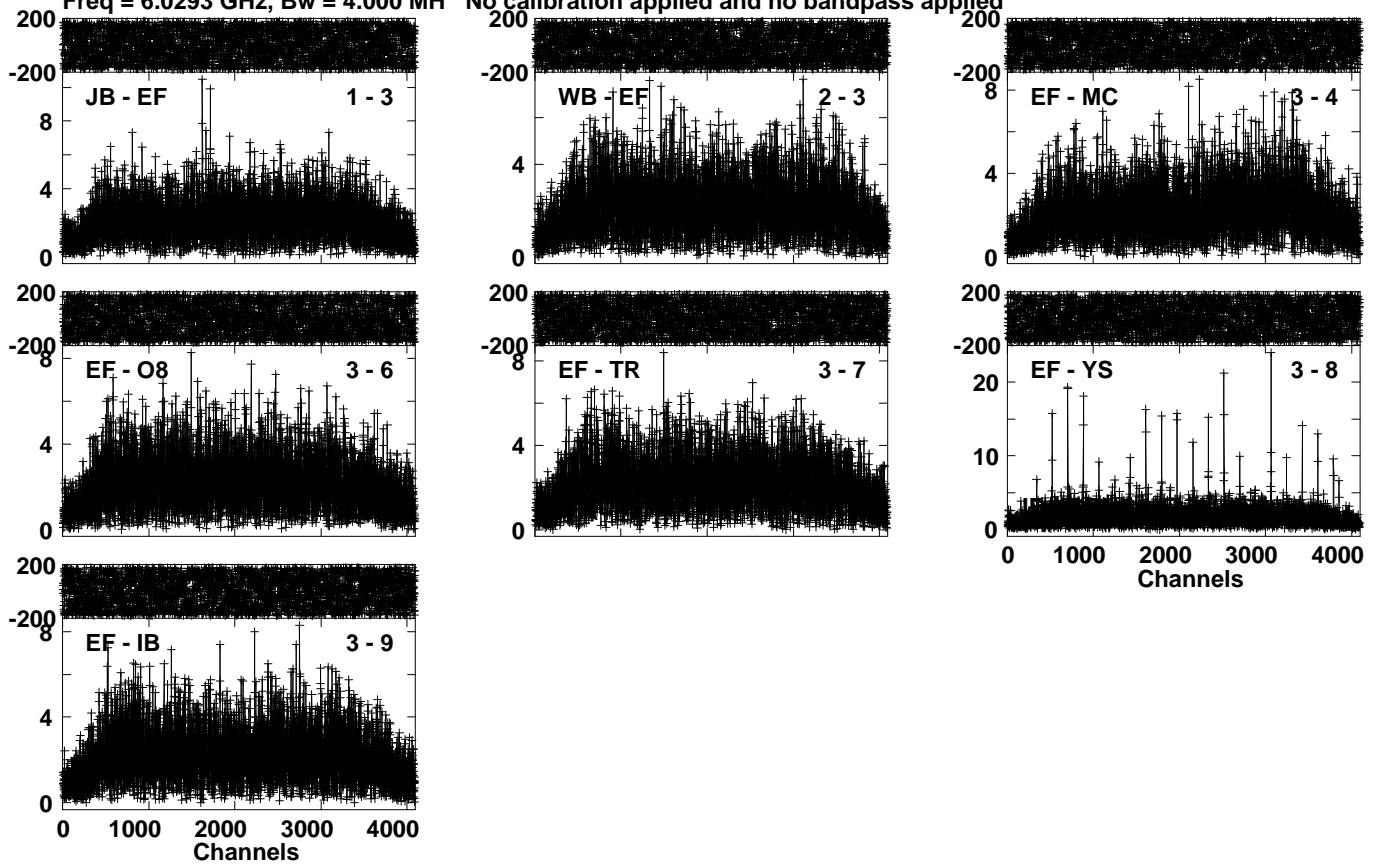 Freq = 6.0293 GHz, Bw = 4.000 MH No calibration applied and no bandpass applied
200 200 200
-200 -200 -200
JB - EF 1 - 3 WB - EF 2 - 3 EF - MC 3 - 4
8 8
4 4 4
0 0 0
200 200 200
-200 -200 -200
8 8
EF - O8 3 - 6 EF - TR 3 - 7 EF - YS 3 - 8
20
4 4 10
0 0 0
0 1000 2000 3000 4000
Channels
200
-200
8
EF - IB 3 - 9
4
0
0 1000 2000 3000 4000
Channels